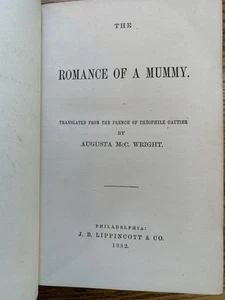 THE
ROMANCE OF A MUMMY.
TRANSLATED FROM THE FRENCH OF THÉOPHILE GAUTIER
BY
AUGUSTA McC. WRIGHT.
PHILADELPHIA:
J. B. LIPPINCOTT & CO.
1882.